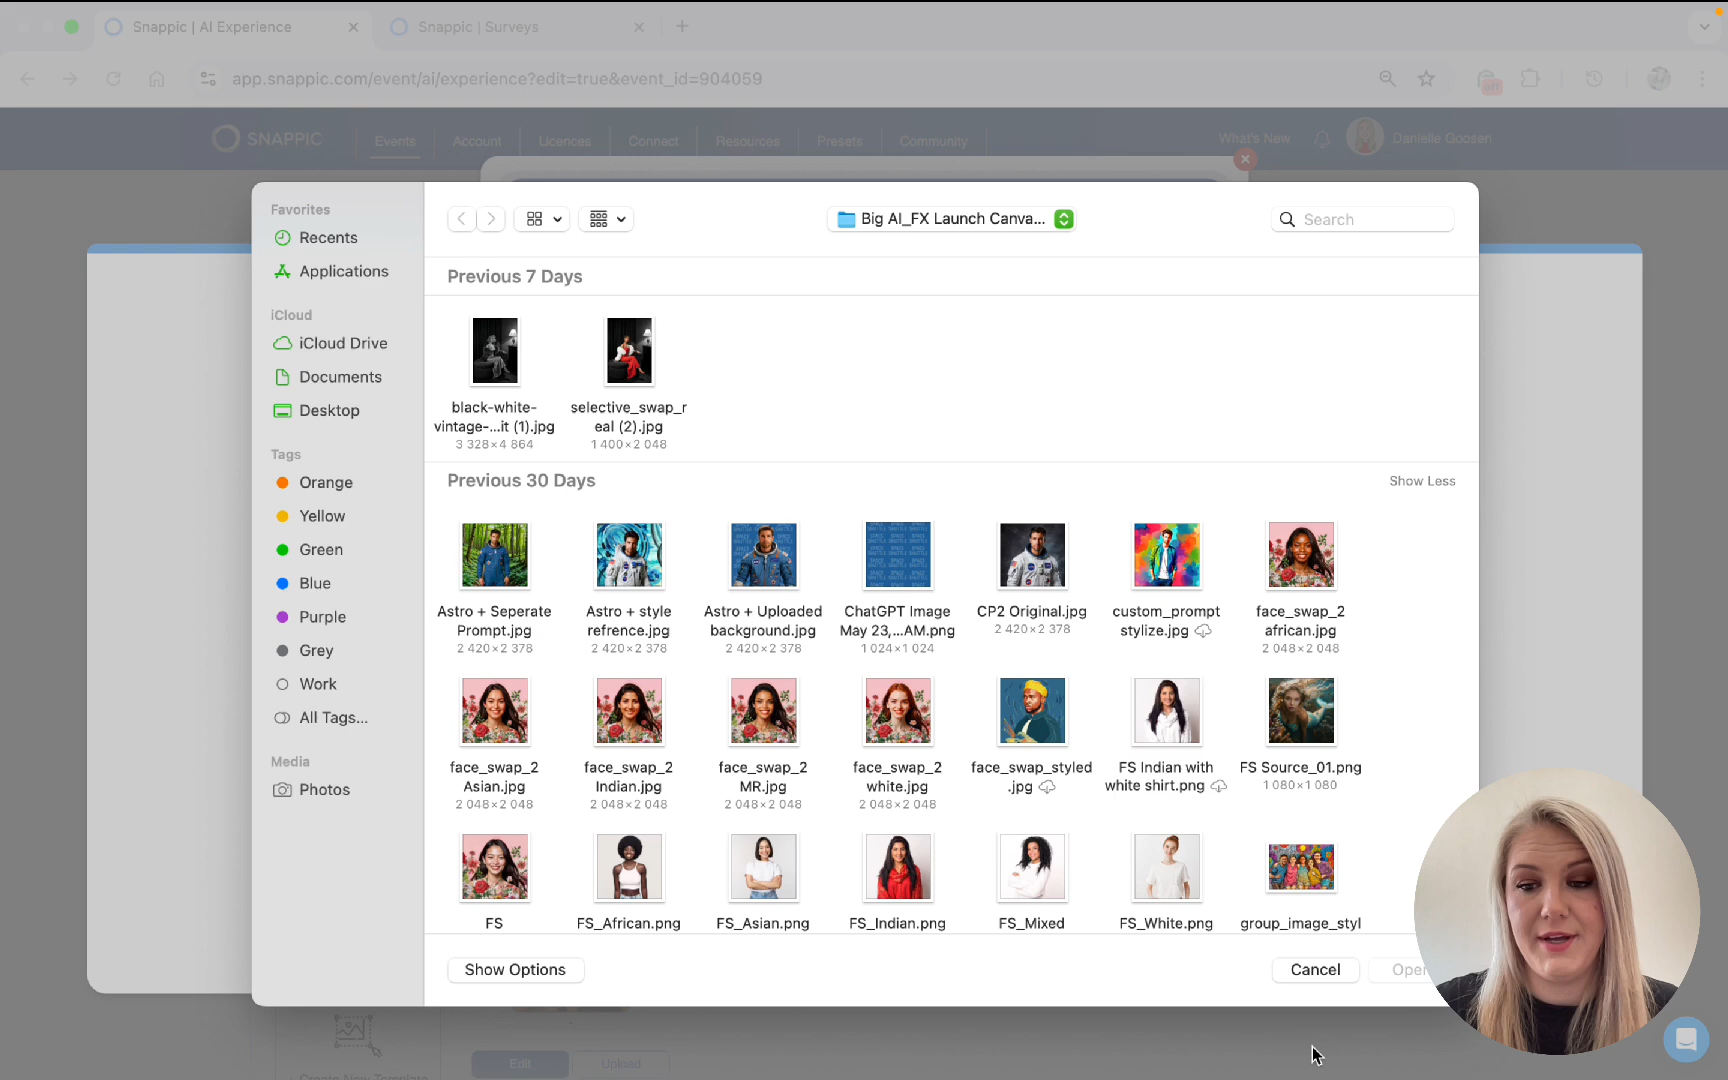 Snappic | AI Experience
Snappic | Surveys
app.snappic.com/event/ai/experience?edit=true&event_id=904059
SNAPPIC
Events
Account
Licences
Connect
Resources
Presets
Community
What's New
Danielle Goosen
Favorites
Recents
Applications
iCloud
iCloud Drive
Documents
Desktop
Tags
Orange
Yellow
Green
Blue
Purple
Grey
Work
All Tags...
Media
Photos
Big AI_FX Launch Canva...
Search
Previous 7 Days
black-white-
vintage-...it (1).jpg
3 328×4 864
selective_swap_r
eal (2).jpg
1 400×2 048
Previous 30 Days
Show Less
Astro + Seperate
Prompt.jpg
2 420×2 378
Astro + style
refrence.jpg
2 420×2 378
Astro + Uploaded
background.jpg
2 420×2 378
ChatGPT Image
May 23,...AM.png
1 024×1 024
CP2 Original.jpg
2 420×2 378
custom_prompt
stylize.jpg
face_swap_2
african.jpg
2 048×2 048
face_swap_2
Asian.jpg
2 048×2 048
face_swap_2
Indian.jpg
2 048×2 048
face_swap_2
MR.jpg
2 048×2 048
face_swap_2
white.jpg
2 048×2 048
face_swap_styled
.jpg
FS Indian with
white shirt.png
FS Source_01.png
1 080×1 080
FS
FS_African.png
FS_Asian.png
FS_Indian.png
FS_Mixed
FS_White.png
group_image_styl
Show Options
Cancel
Open
Edit
Upload
Create New Template